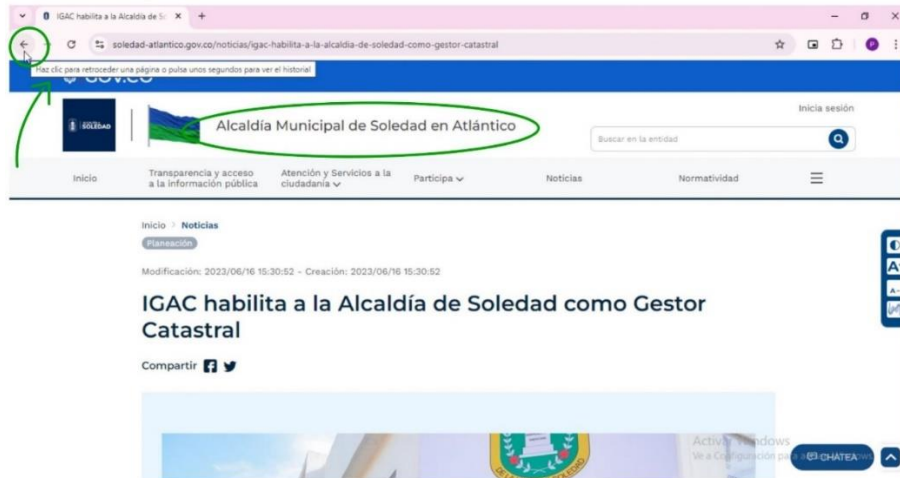 IGAC habilita a la Alcaldía de So
soledad-atlantico.gov.co/noticias/igac-habilita-a-la-alcaldia-de-soledad-como-gestor-catastral
Haz clic para retroceder una página o pulsa unos segundos para ver el historial
GOV.CO
SOLEDAD
Alcaldía Municipal de Soledad en Atlántico
Inicia sesión
Buscar en la entidad
Inicio
Transparencia y acceso
a la información pública
Atención y Servicios a la
ciudadanía
Participa
Noticias
Normatividad
Inicio > Noticias
Planeación
Modificación: 2023/06/16 15:30:52 - Creación: 2023/06/16 15:30:52
IGAC habilita a la Alcaldía de Soledad como Gestor
Catastral
Compartir
A+
A-
Activar Windows
Ve a Configuración para
CHATEA